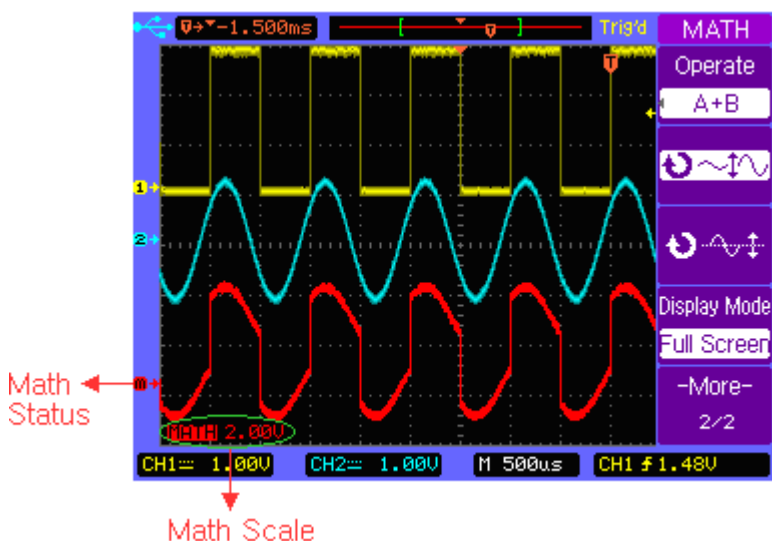 T→▼-1.500ms
T
Trig'd
MATH
Operate
A+B
T
1
2
Display Mode
Full Screen
-More-
2/2
Math
Status
m
MATH 2.00V
CH1 1.00V
CH2 1.00V
M 500us
CH1 1.48V
Math Scale